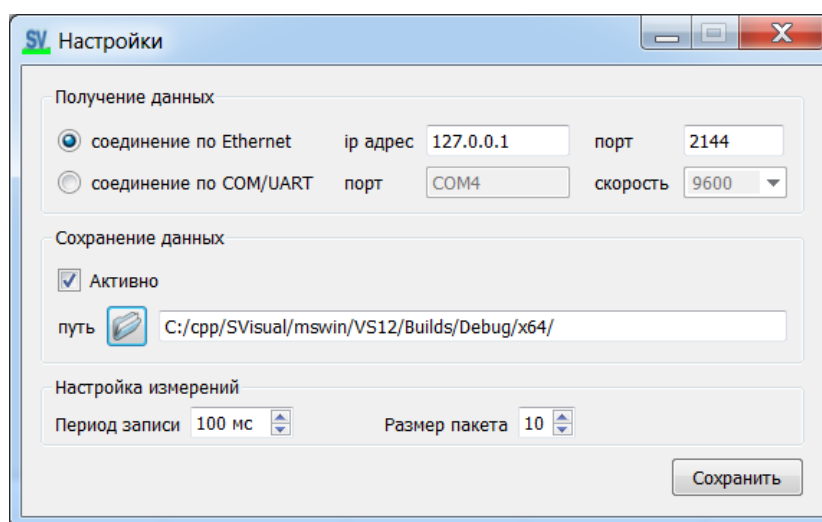 SV Настройки
Получение данных
соединение по Ethernet ip адрес 127.0.0.1 порт 2144
соединение по COM/UART порт COM4 скорость 9600
Сохранение данных
Активно
путь C:/cpp/SVisual/mswin/VS12/Builds/Debug/x64/
Настройка измерений
Период записи 100 мс Размер пакета 10
Сохранить